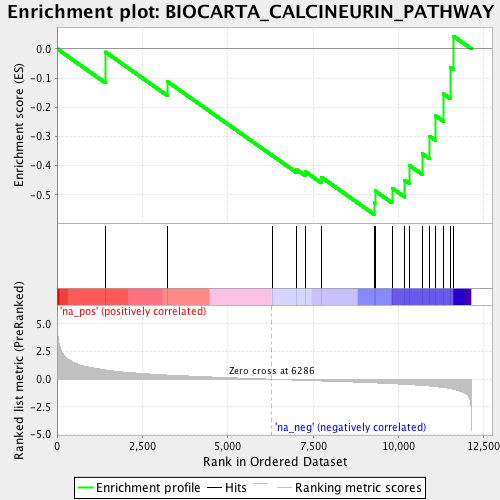 Enrichment plot: BIOCARTA_CALCINEURIN_PATHWAY
Enrichment score (ES)
0.0
-0.1
-0.2
-0.3
-0.4
-0.5
'na_pos' (positively correlated)
Ranked list metric (PreRanked)
5.0
2.5
0.0
-2.5
-5.0
Zero cross at 6286
'na_neg' (negatively correlated)
0
2,500
5,000
7,500
10,000
12,500
Rank in Ordered Dataset
Enrichment profile
Hits
Ranking metric scores